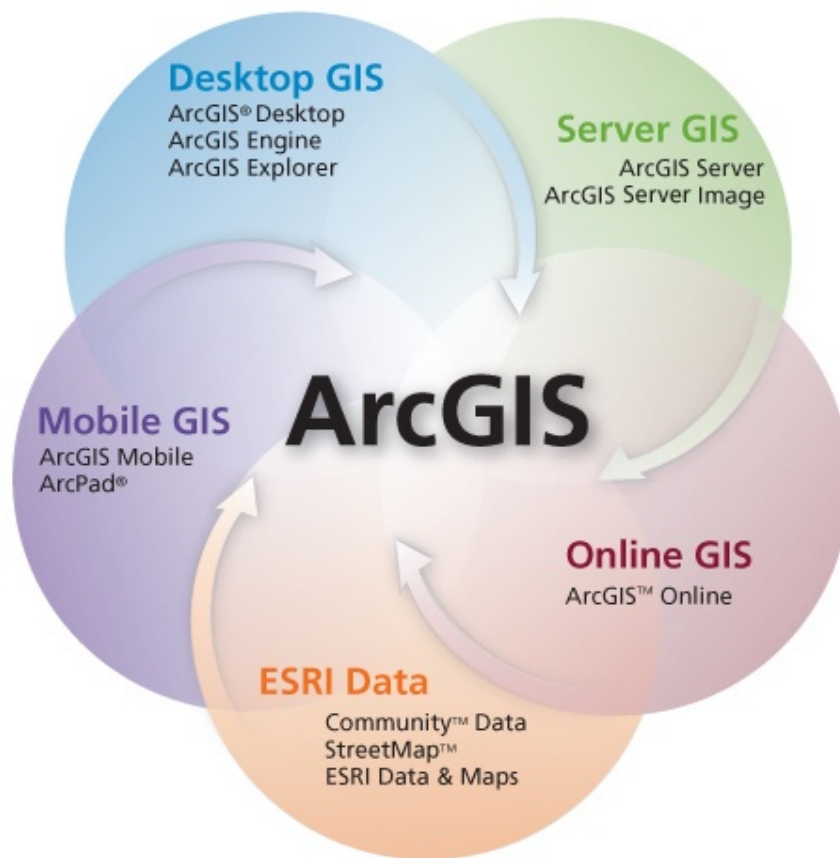 Desktop GIS
ArcGIS® Desktop
ArcGIS Engine
ArcGIS Explorer
Server GIS
ArcGIS Server
ArcGIS Server Image
ArcGIS
Mobile GIS
ArcGIS Mobile
ArcPad®
Online GIS
ArcGIS™ Online
ESRI Data
Community™ Data
StreetMap™
ESRI Data & Maps